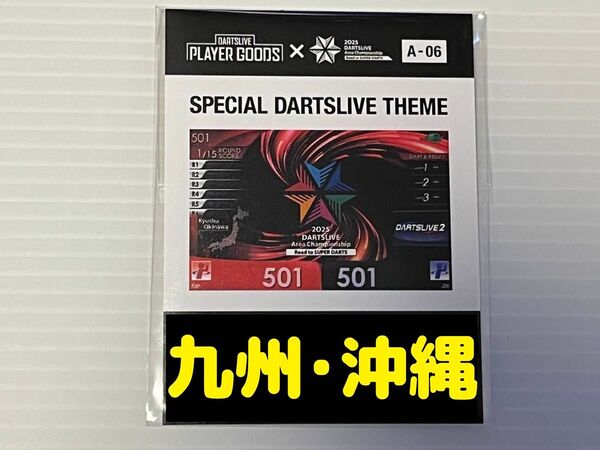 DARTSLIVE
PLAYER GOODS
×
2025
DARTSLIVE
Area Championship
Road to SUPER DARTS
A-06
SPECIAL DARTSLIVE THEME
501
1/15 ROUND
SCORE
R1
R2
R3
R4
R5
Kyushu
Okinawa
1
2
3
DARTSLIVE 2
2025
DARTSLIVE
Area Championship
Road to SUPER DARTS
501
501
九州・沖縄